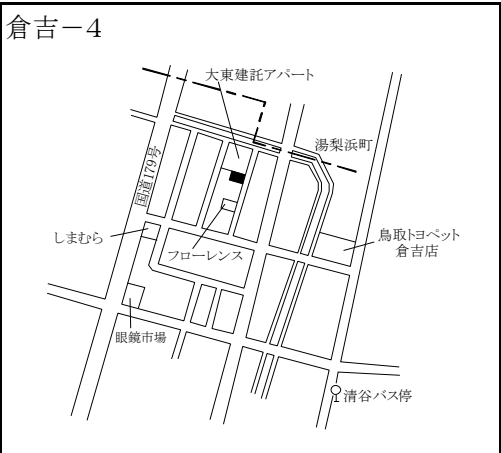 倉吉－4
大東建託アパート
湯梨浜町
国道179号
しまむら
フローレンス
鳥取トヨペット
倉吉店
眼鏡市場
清谷バス停